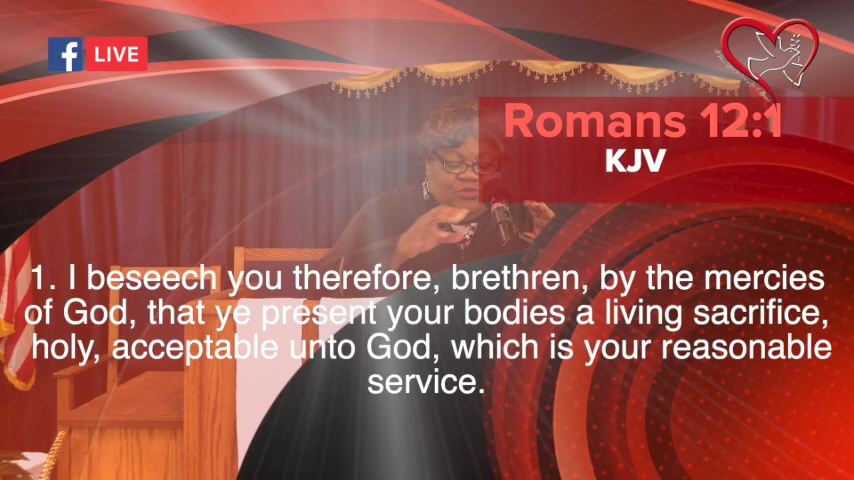 f LIVE
Romans 12:1
KJV
1. I beseech you therefore, brethren, by the mercies
of God, that ye present your bodies a living sacrifice,
holy, acceptable unto God, which is your reasonable
service.